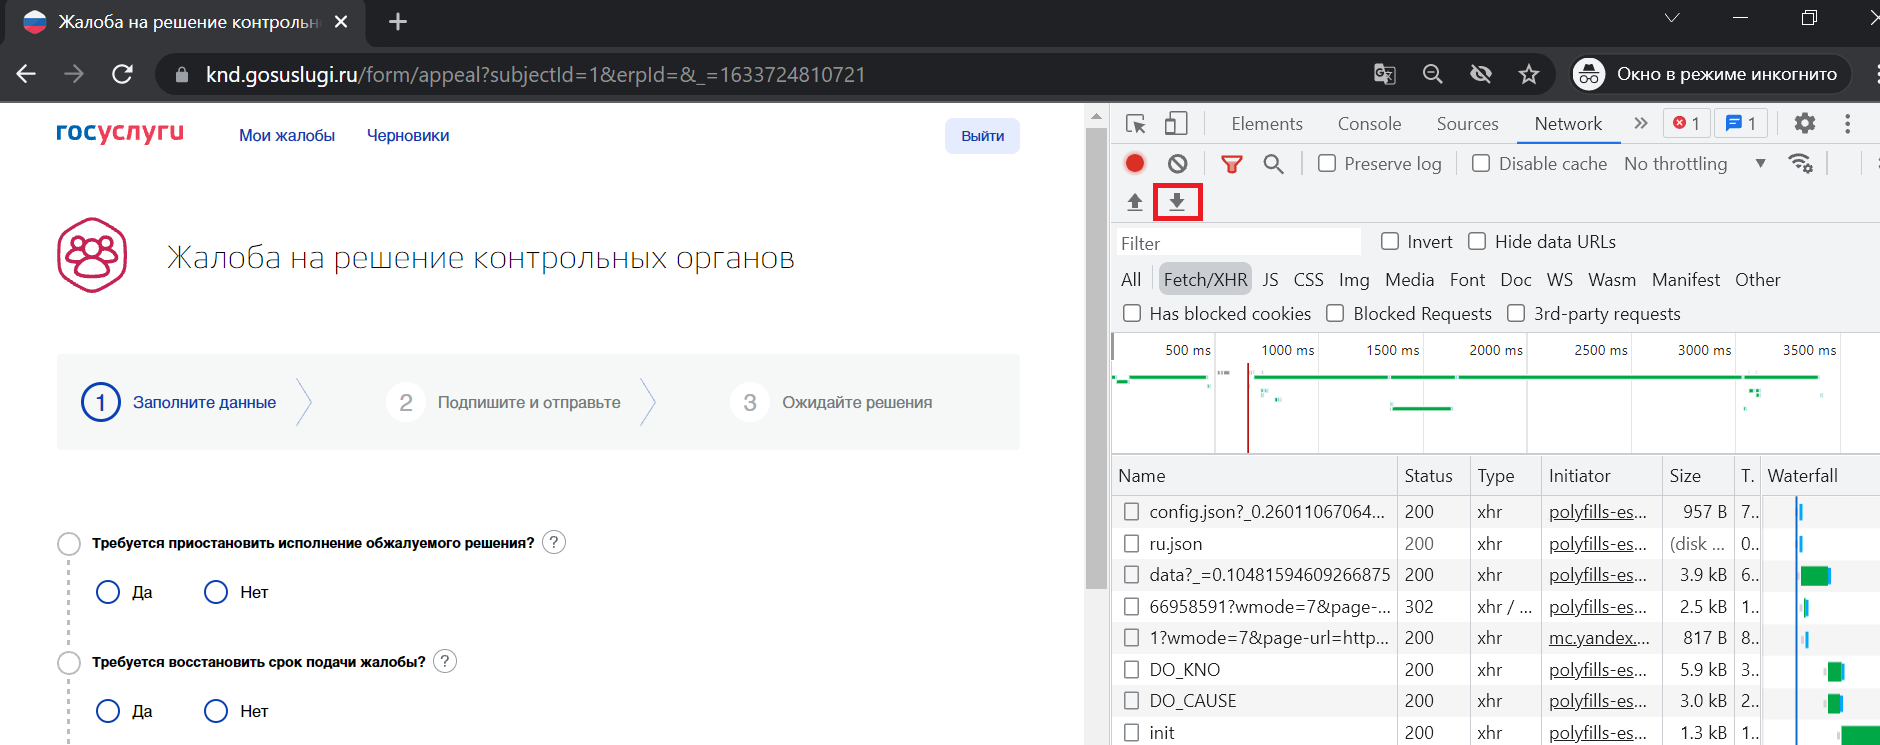 Жалоба на решение контрольн
knd.gosuslugi.ru/form/appeal?subjectId=1&erpId=&_=1633724810721
Окно в режиме инкогнито
госуслуги
Мои жалобы
Черновики
Выйти
Жалоба на решение контрольных органов
1 Заполните данные
2 Подпишите и отправьте
3 Ожидайте решения
Требуется приостановить исполнение обжалуемого решения? ?
Да Нет
Требуется восстановить срок подачи жалобы? ?
Да Нет
Elements Console Sources Network » 1 1
Preserve log Disable cache No throttling
Filter Invert Hide data URLs
All Fetch/XHR JS CSS Img Media Font Doc WS Wasm Manifest Other
Has blocked cookies Blocked Requests 3rd-party requests
500 ms 1000 ms 1500 ms 2000 ms 2500 ms 3000 ms 3500 ms
Name Status Type Initiator Size T. Waterfall
config.json?_0.26011067064... 200 xhr polyfills-es... 957 B 7..
ru.json 200 xhr polyfills-es... (disk ... 0..
data?_=0.10481594609266875 200 xhr polyfills-es... 3.9 kB 6..
66958591?wmode=7&page-... 302 xhr / ... polyfills-es... 2.5 kB 1..
1?wmode=7&page-url=http... 200 xhr mc.yandex.... 817 B 8..
DO_KNO 200 xhr polyfills-es... 5.9 kB 3..
DO_CAUSE 200 xhr polyfills-es... 3.0 kB 2..
init 200 xhr polyfills-es... 1.3 kB 1..